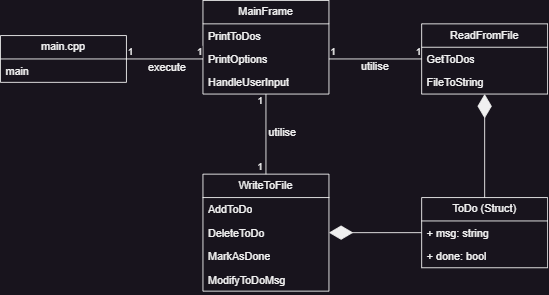 main.cpp
main
1
execute
1
MainFrame
PrintToDos
PrintOptions
HandleUserInput
1
utilise
1
ReadFromFile
GetToDos
FileToString
1
utilise
1
WriteToFile
AddToDo
DeleteToDo
MarkAsDone
ModifyToDoMsg
ToDo (Struct)
+ msg: string
+ done: bool